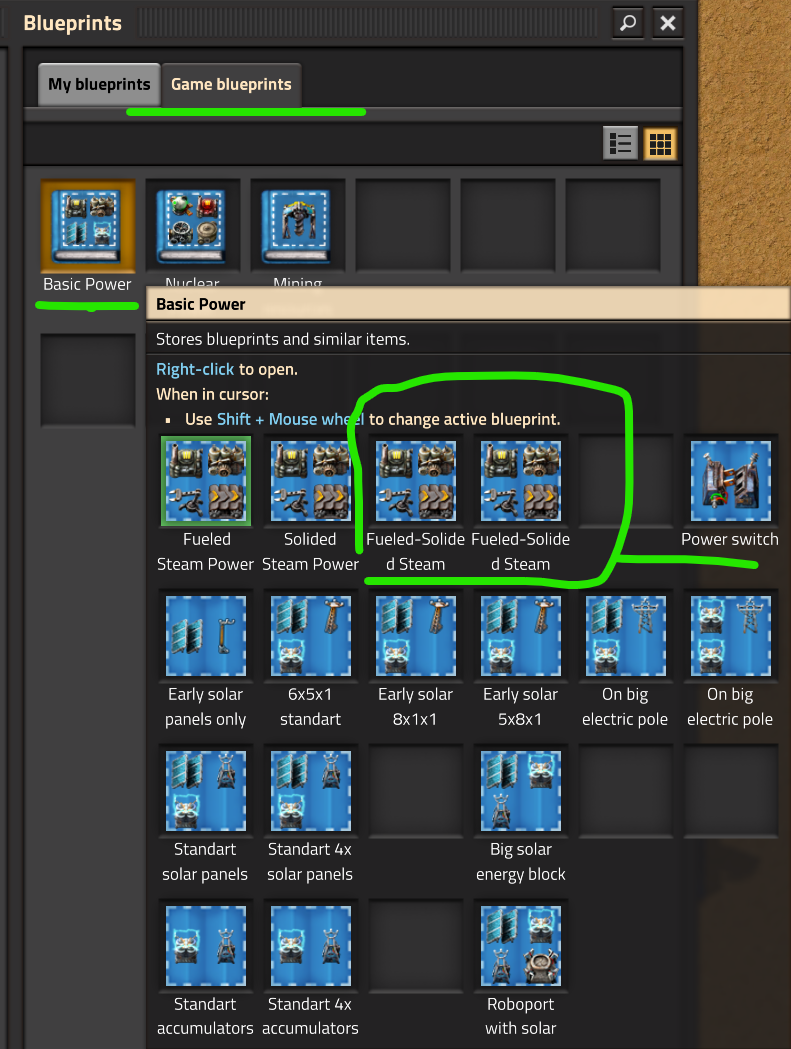 Blueprints
My blueprints
Game blueprints
Basic Power
Nuclear
Mining
Basic Power
Stores blueprints and similar items.
Right-click to open.
When in cursor:
Use Shift + Mouse wheel to change active blueprint.
Fueled
Steam Power
Solided
Steam Power
Fueled-Solide
d Steam
Fueled-Solide
d Steam
Power switch
Early solar
panels only
6x5x1
standart
Early solar
8x1x1
Early solar
5x8x1
On big
electric pole
On big
electric pole
Standart
solar panels
Standart 4x
solar panels
Big solar
energy block
Standart
accumulators
Standart 4x
accumulators
Roboport
with solar